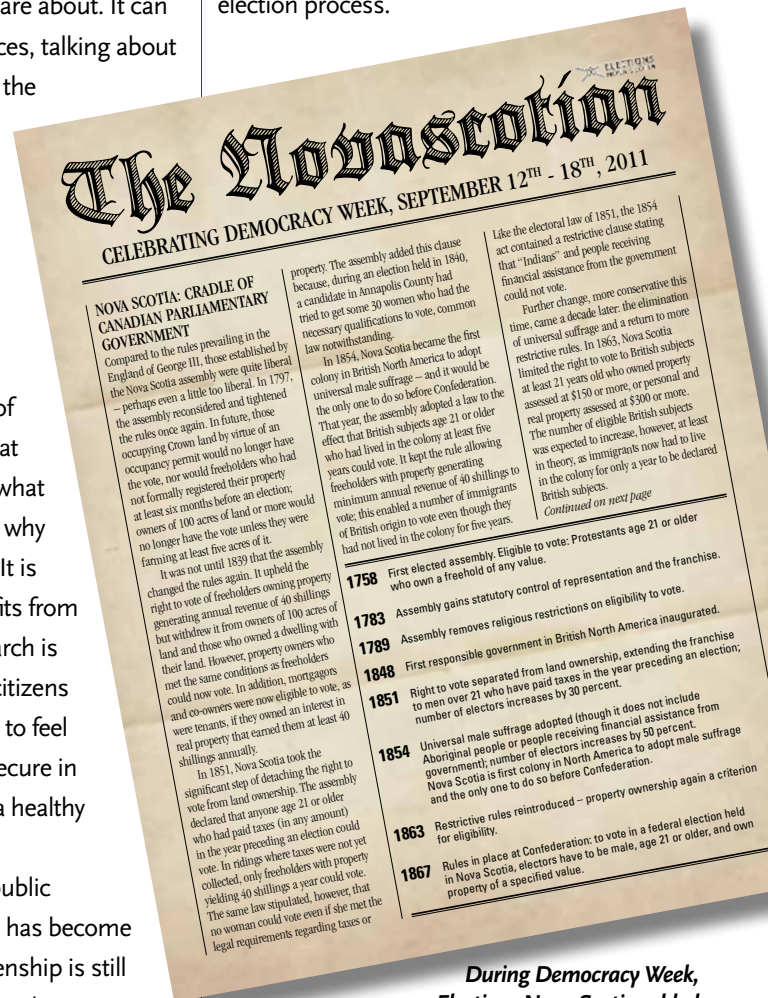 are about. It can
ces, talking about
the
election process.
of
at
what
why
It is
fits from
arch is
citizens
to feel
ecure in
a healthy
public
has become
enship is still
ELECTIONS
NOVA SCOTIA
The Novascotian
CELEBRATING DEMOCRACY WEEK, SEPTEMBER 12TH - 18TH, 2011
NOVA SCOTIA: CRADLE OF
CANADIAN PARLIAMENTARY
GOVERNMENT
Compared to the rules prevailing in the
England of George III, those established by
the Nova Scotia assembly were quite liberal
– perhaps even a little too liberal. In 1797,
the assembly reconsidered and tightened
the rules once again. In future, those
occupying Crown land by virtue of an
occupancy permit would no longer have
the vote, nor would freeholders who had
not formally registered their property
at least six months before an election;
owners of 100 acres of land or more would
no longer have the vote unless they were
farming at least five acres of it.
It was not until 1839 that the assembly
changed the rules again. It upheld the
right to vote of freeholders owning property
generating annual revenue of 40 shillings
but withdrew it from owners of 100 acres of
land and those who owned a dwelling with
their land. However, property owners who
met the same conditions as freeholders
could now vote. In addition, mortgagors
and co-owners were now eligible to vote, as
were tenants, if they owned an interest in
real property that earned them at least 40
shillings annually.
In 1851, Nova Scotia took the
significant step of detaching the right to
vote from land ownership. The assembly
declared that anyone age 21 or older
who had paid taxes (in any amount)
in the year preceding an election could
vote. In ridings where taxes were not yet
collected, only freeholders with property
yielding 40 shillings a year could vote.
The same law stipulated, however, that
no woman could vote even if she met the
legal requirements regarding taxes or
property. The assembly added this clause
because, during an election held in 1840,
a candidate in Annapolis County had
tried to get some 30 women who had the
necessary qualifications to vote, common
law notwithstanding.
In 1854, Nova Scotia became the first
colony in British North America to adopt
universal male suffrage – and it would be
the only one to do so before Confederation.
That year, the assembly adopted a law to the
effect that British subjects age 21 or older
who had lived in the colony at least five
years could vote. It kept the rule allowing
freeholders with property generating
minimum annual revenue of 40 shillings to
vote; this enabled a number of immigrants
of British origin to vote even though they
had not lived in the colony for five years.
Like the electoral law of 1851, the 1854
act contained a restrictive clause stating
that “Indians” and people receiving
financial assistance from the government
could not vote.
Further change, more conservative this
time, came a decade later: the elimination
of universal suffrage and a return to more
restrictive rules. In 1863, Nova Scotia
limited the right to vote to British subjects
at least 21 years old who owned property
assessed at $150 or more, or personal and
real property assessed at $300 or more.
The number of eligible British subjects
was expected to increase, however, at least
in theory, as immigrants now had to live
in the colony for only a year to be declared
British subjects.
Continued on next page
1758 First elected assembly. Eligible to vote: Protestants age 21 or older
who own a freehold of any value.
1783 Assembly gains statutory control of representation and the franchise.
1789 Assembly removes religious restrictions on eligibility to vote.
1848 First responsible government in British North America inaugurated.
1851 Right to vote separated from land ownership, extending the franchise
to men over 21 who have paid taxes in the year preceding an election;
number of electors increases by 30 percent.
1854 Universal male suffrage adopted (though it does not include
Aboriginal people or people receiving financial assistance from
government); number of electors increases by 50 percent.
Nova Scotia is first colony in North America to adopt male suffrage
and the only one to do so before Confederation.
1863 Restrictive rules reintroduced – property ownership again a criterion
for eligibility.
1867 Rules in place at Confederation: to vote in a federal election held
in Nova Scotia, electors have to be male, age 21 or older, and own
property of a specified value.
During Democracy Week,